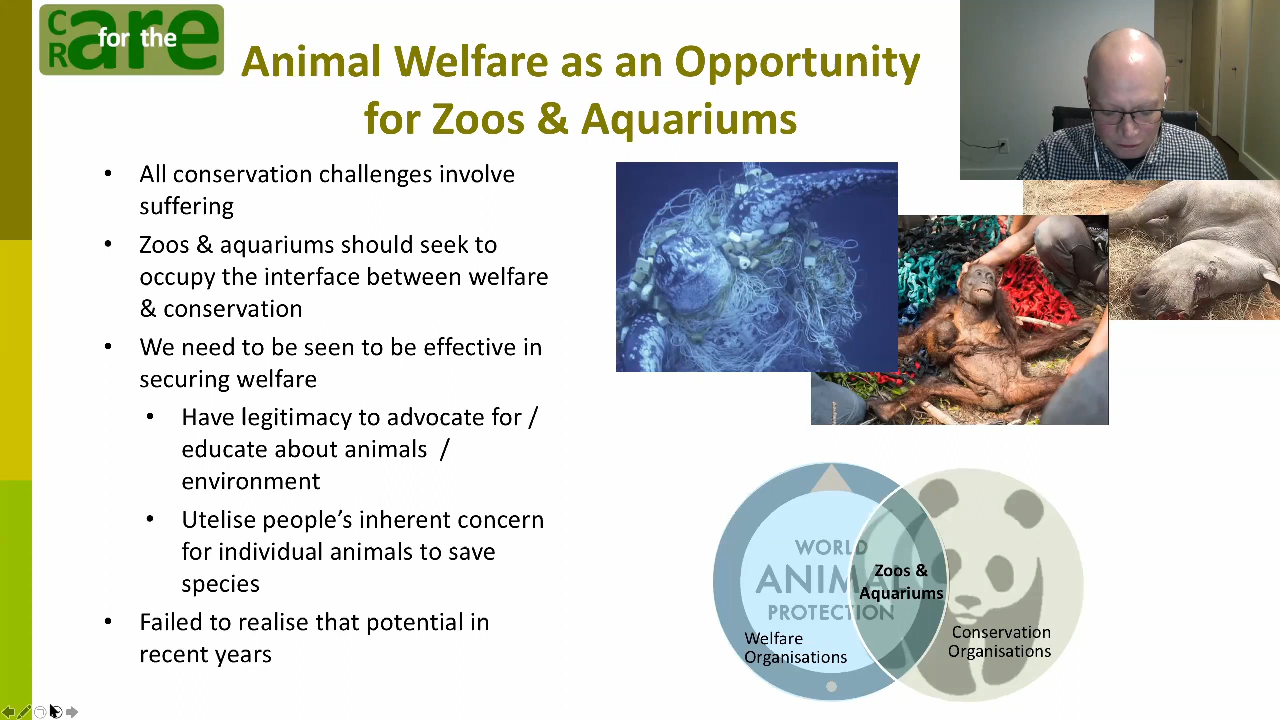 CR are for the
Animal Welfare as an Opportunity
for Zoos & Aquariums
• All conservation challenges involve
suffering
• Zoos & aquariums should seek to
occupy the interface between welfare
& conservation
• We need to be seen to be effective in
securing welfare
• Have legitimacy to advocate for /
educate about animals /
environment
• Utelise people’s inherent concern
for individual animals to save
species
• Failed to realise that potential in
recent years
WORLD
ANIMAL
PROTECTION
Zoos &
Aquariums
Welfare
Organisations
Conservation
Organisations